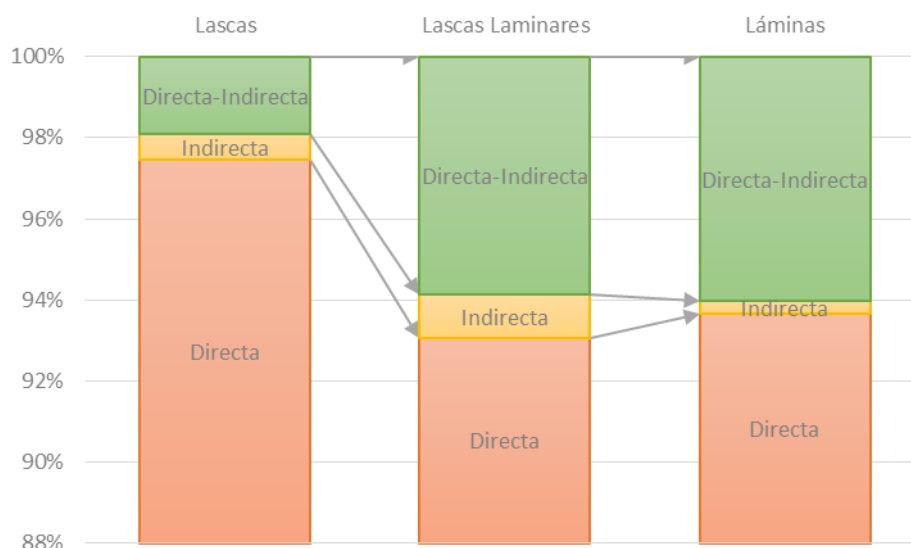 Lascas
Lascas Laminares
Láminas
100%
98%
96%
94%
92%
90%
88%
Directa-Indirecta
Indirecta
Directa
Directa-Indirecta
Indirecta
Directa
Directa-Indirecta
Indirecta
Directa